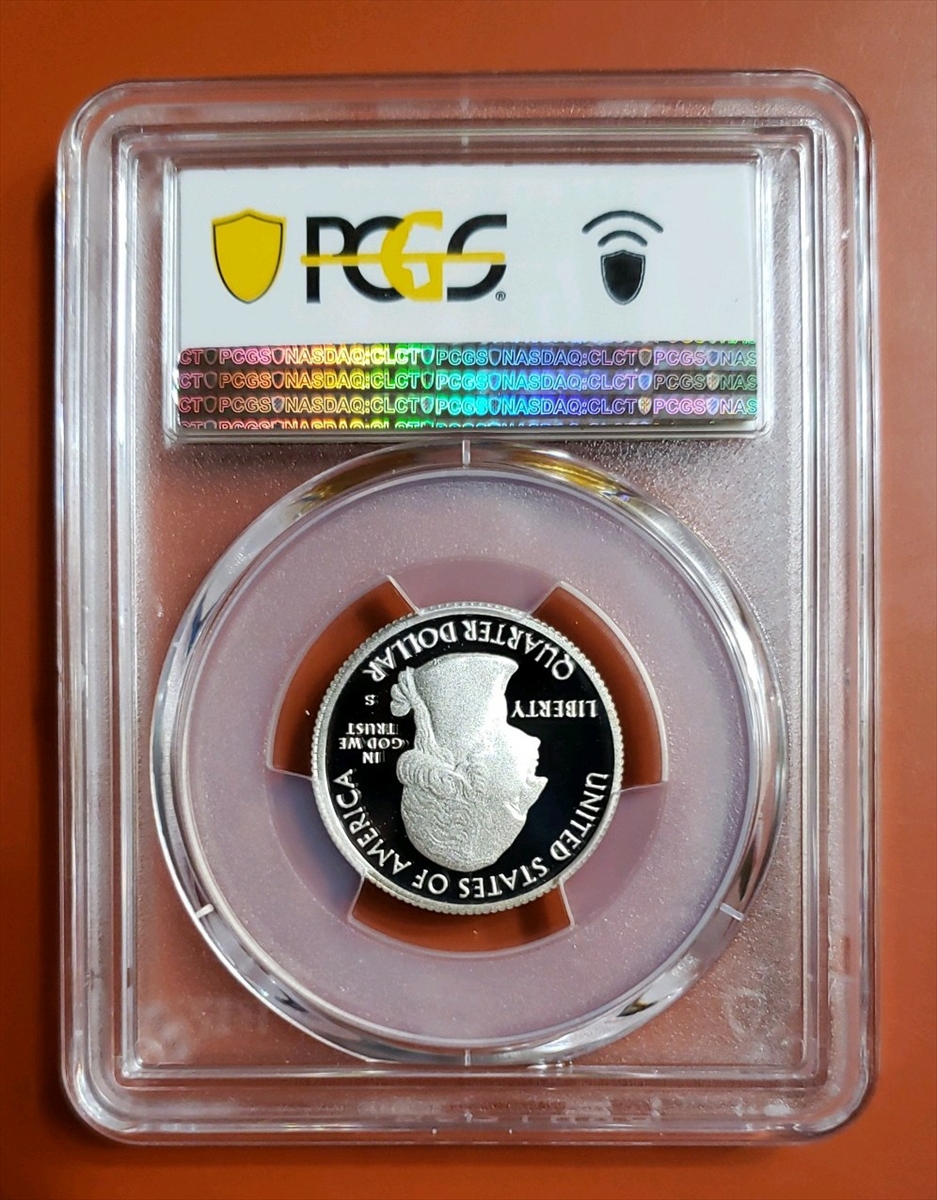 PCGS®
CT PCGS NASDAQ:CLCT PCGS NASDAQ:CLCT PCGS NAS
CT PCGS NASDAQ:CLCT PCGS NASDAQ:CLCT PCGS NAS
CT PCGS NASDAQ:CLCT PCGS NASDAQ:CLCT PCGS NAS
UNITED STATES OF AMERICA
LIBERTY
IN
GOD WE
TRUST
S
QUARTER DOLLAR